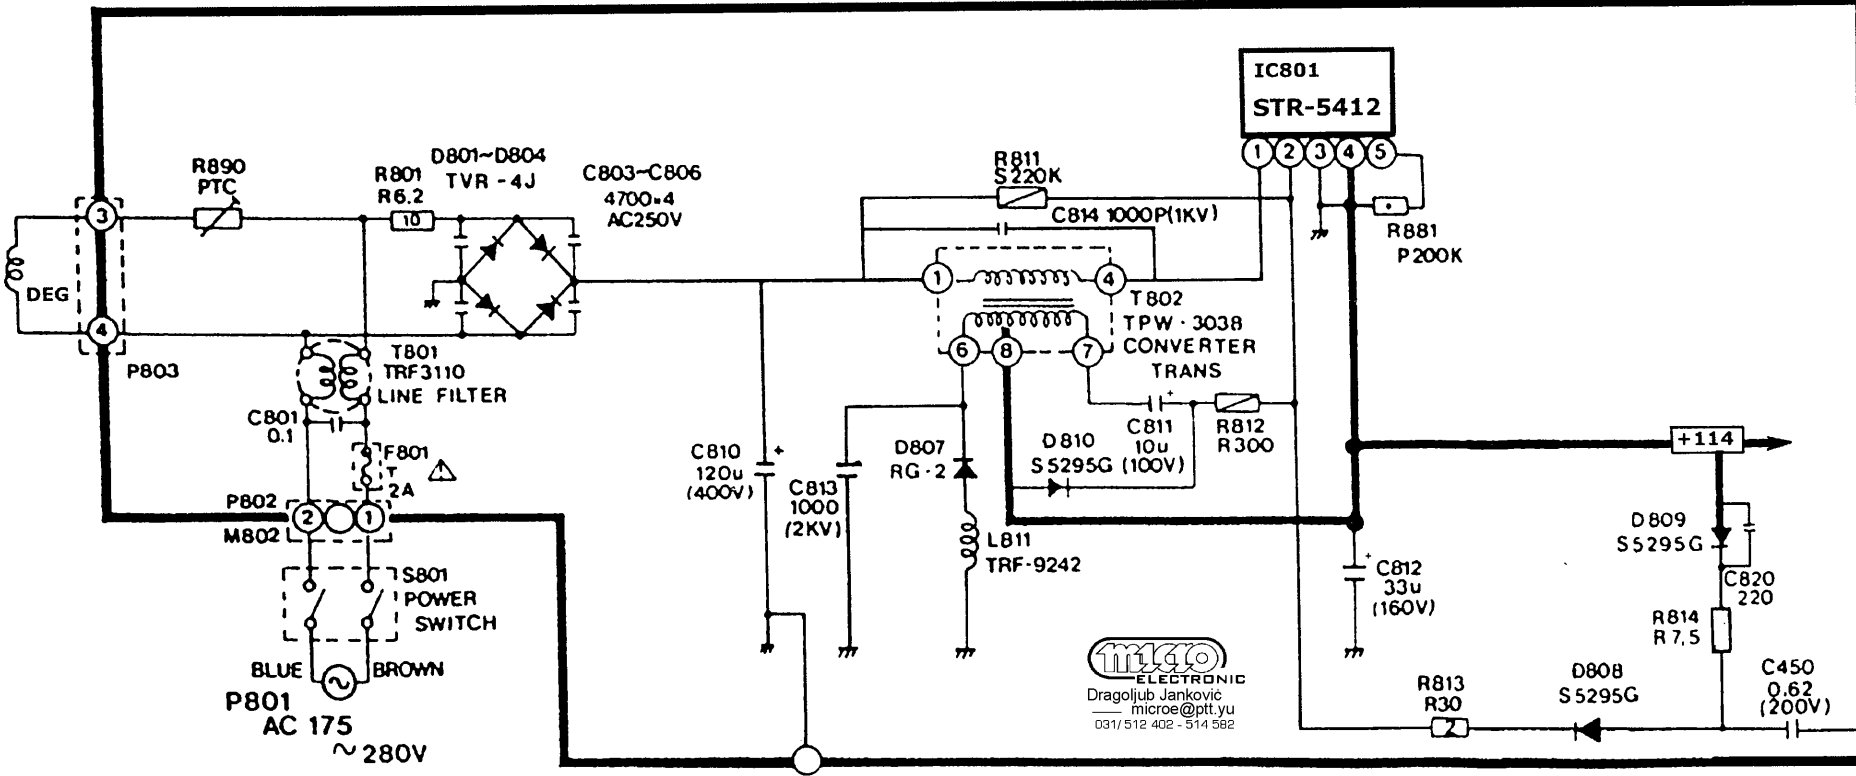 IC801
STR-5412
1 2 3 4 5
R890
PTC
R801
R6.2
10
D801~D804
TVR-4J
C803~C806
4700×4
AC250V
R811
S220K
C814 1000P(1KV)
R881
P200K
3
DEG
4
P803
1
4
T802
TPW·3038
CONVERTER
TRANS
6 8 7
T801
TRF3110
LINE FILTER
C801
0.1
F801
T
2A
P802
M802
2 1
S801
POWER
SWITCH
BLUE
BROWN
P801
AC 175
~280V
C810
120u
(400V)
+
C813
1000
(2KV)
D807
RG-2
L811
TRF-9242
D810
S5295G
C811
10u
(100V)
+
R812
R300
+114
C812
33u
(160V)
+
D809
S5295G
C820
220
R814
R7,5
R813
R30
2
D808
S5295G
C450
0.62
(200V)
micro
ELECTRONIC
Dragoljub Janković
microe@ptt.yu
031/ 512 402 - 514 582